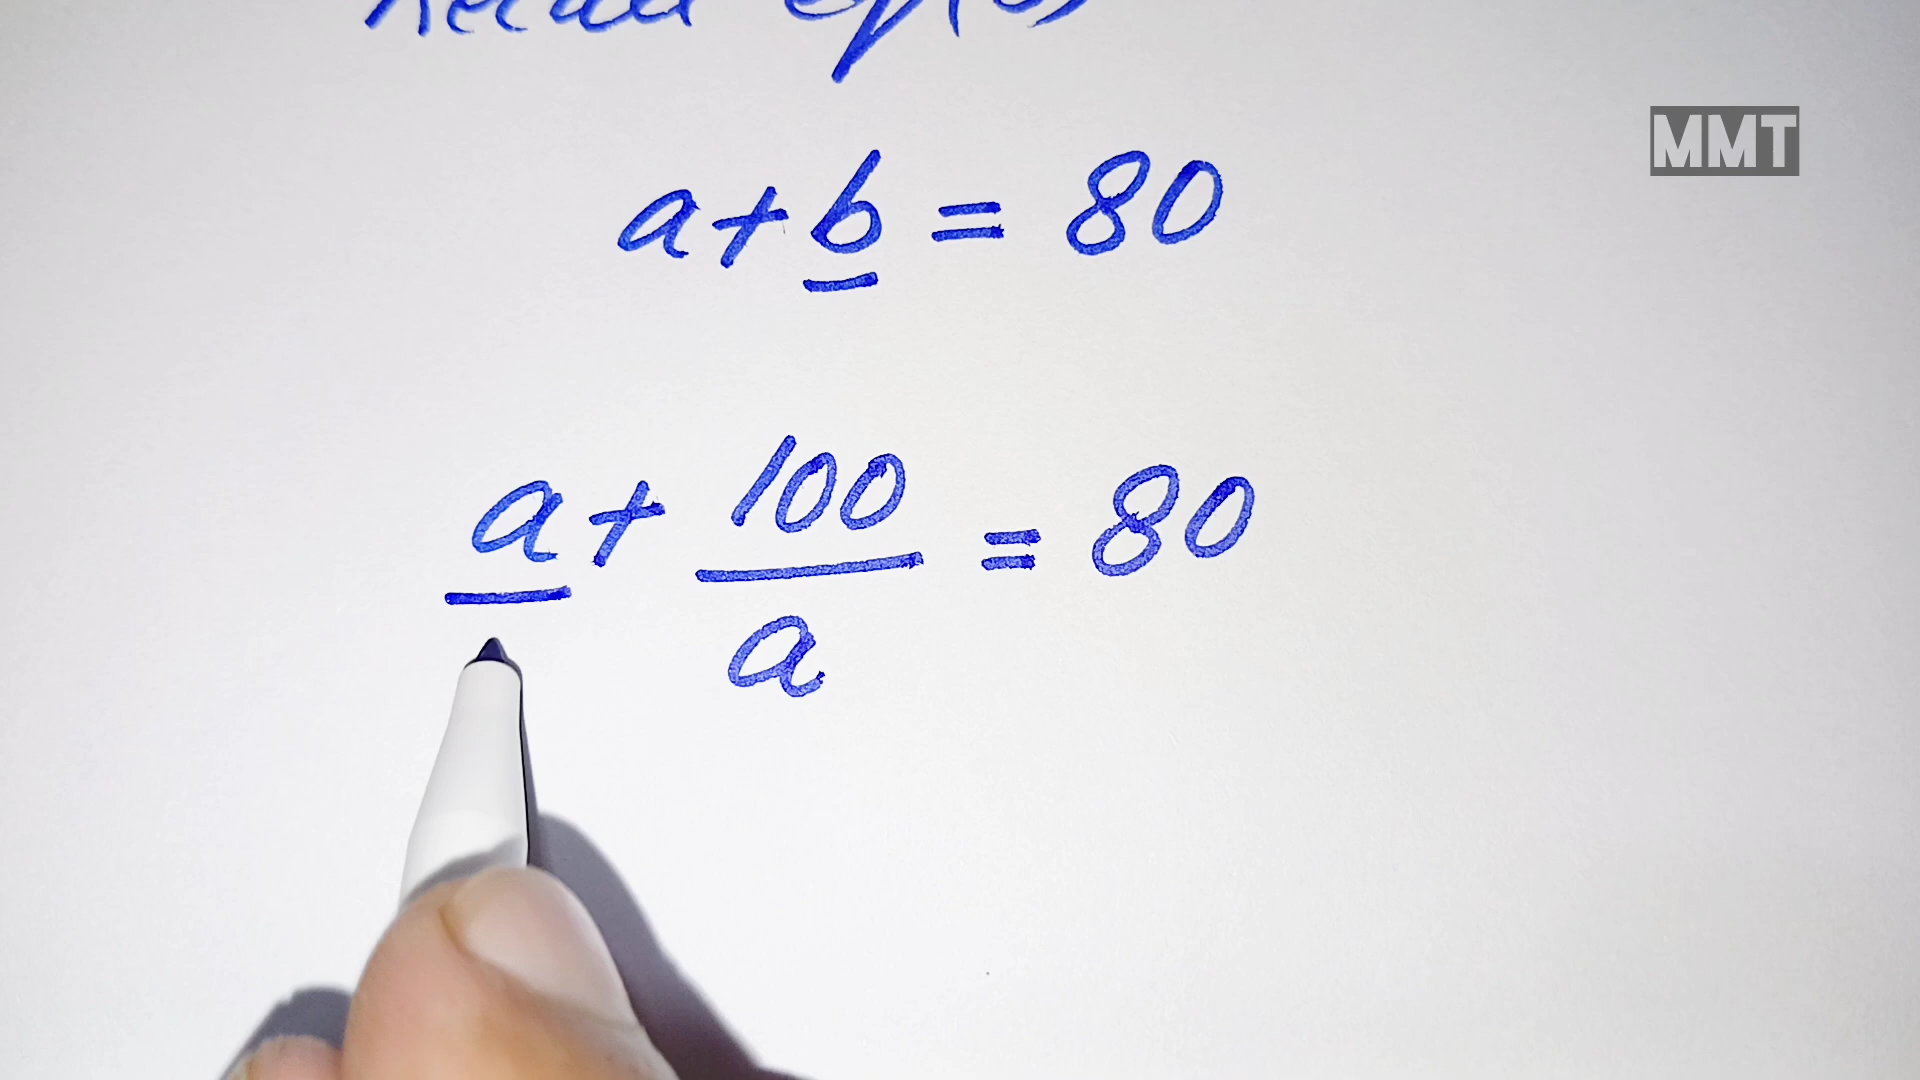 MMT
a + b = 80
a + 100/a = 80